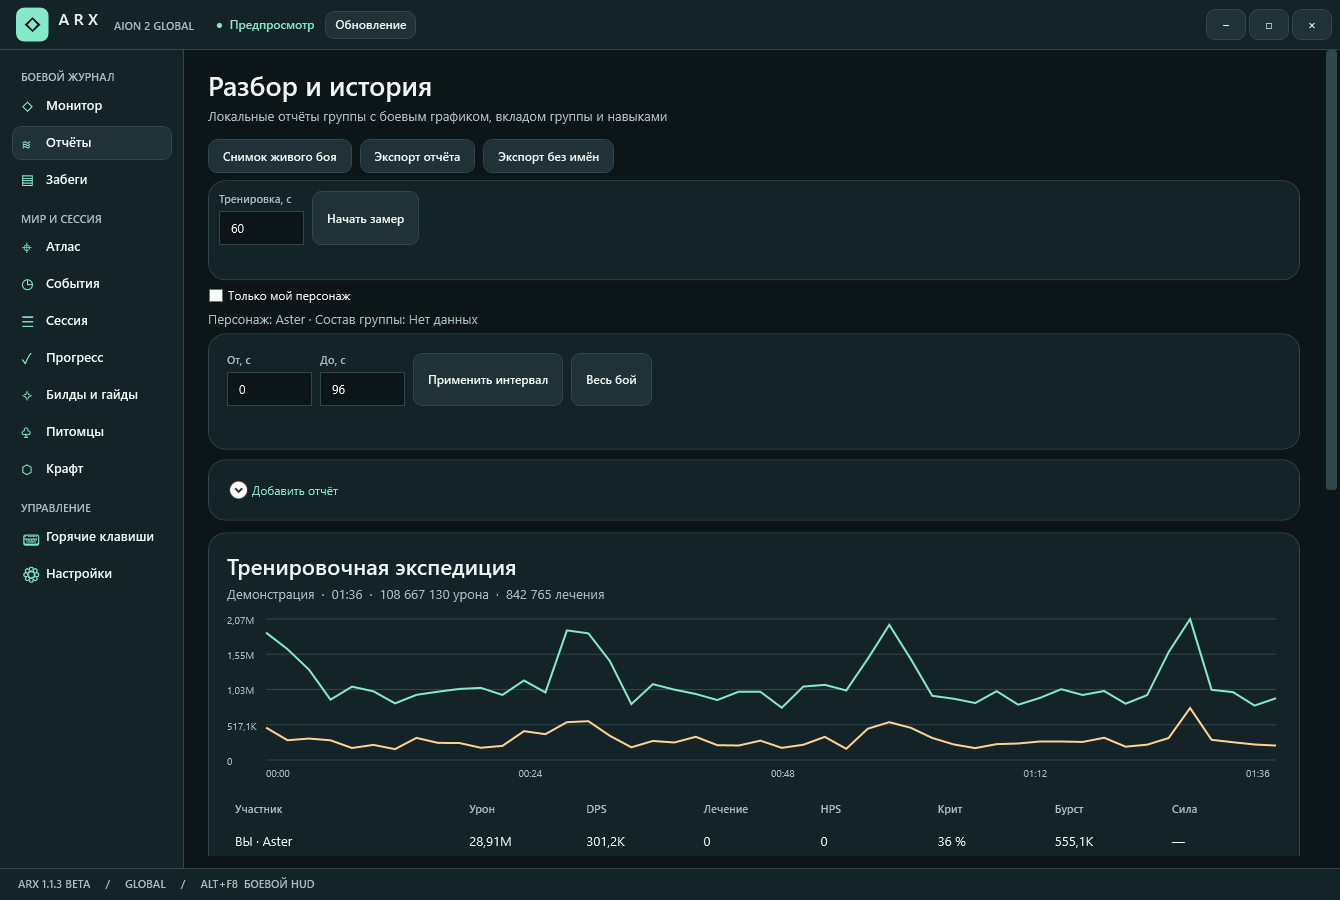 ARX AION 2 GLOBAL ● Предпросмотр Обновление
БОЕВОЙ ЖУРНАЛ
Монитор
Отчёты
Забеги
МИР И СЕССИЯ
Атлас
События
Сессия
Прогресс
Билды и гайды
Питомцы
Крафт
УПРАВЛЕНИЕ
Горячие клавиши
Настройки
Разбор и история
Локальные отчёты группы с боевым графиком, вкладом группы и навыками
Снимок живого боя Экспорт отчёта Экспорт без имён
Тренировка, с
60 Начать замер
Только мой персонаж
Персонаж: Aster · Состав группы: Нет данных
От, с До, с
0 96 Применить интервал Весь бой
Добавить отчёт
Тренировочная экспедиция
Демонстрация · 01:36 · 108 667 130 урона · 842 765 лечения
2,07M
1,55M
1,03M
517,1K
0
00:00 00:24 00:48 01:12 01:36
Участник Урон DPS Лечение HPS Крит Бурст Сила
ВЫ · Aster 28,91M 301,2K 0 0 36 % 555,1K —
ARX 1.1.3 BETA / GLOBAL / ALT+F8 БОЕВОЙ HUD